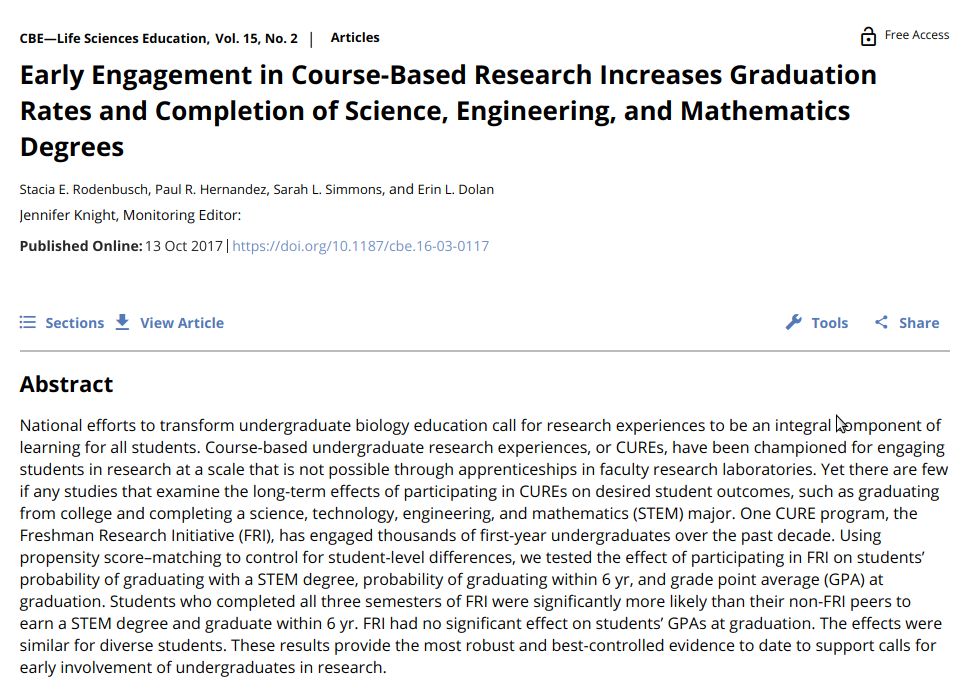 CBE—Life Sciences Education, Vol. 15, No. 2 | Articles
Free Access
Early Engagement in Course-Based Research Increases Graduation
Rates and Completion of Science, Engineering, and Mathematics
Degrees
Stacia E. Rodenbusch, Paul R. Hernandez, Sarah L. Simmons, and Erin L. Dolan
Jennifer Knight, Monitoring Editor:
Published Online: 13 Oct 2017 | https://doi.org/10.1187/cbe.16-03-0117
Sections View Article Tools Share
Abstract
National efforts to transform undergraduate biology education call for research experiences to be an integral component of
learning for all students. Course-based undergraduate research experiences, or CUREs, have been championed for engaging
students in research at a scale that is not possible through apprenticeships in faculty research laboratories. Yet there are few
if any studies that examine the long-term effects of participating in CUREs on desired student outcomes, such as graduating
from college and completing a science, technology, engineering, and mathematics (STEM) major. One CURE program, the
Freshman Research Initiative (FRI), has engaged thousands of first-year undergraduates over the past decade. Using
propensity score–matching to control for student-level differences, we tested the effect of participating in FRI on students’
probability of graduating with a STEM degree, probability of graduating within 6 yr, and grade point average (GPA) at
graduation. Students who completed all three semesters of FRI were significantly more likely than their non-FRI peers to
earn a STEM degree and graduate within 6 yr. FRI had no significant effect on students’ GPAs at graduation. The effects were
similar for diverse students. These results provide the most robust and best-controlled evidence to date to support calls for
early involvement of undergraduates in research.